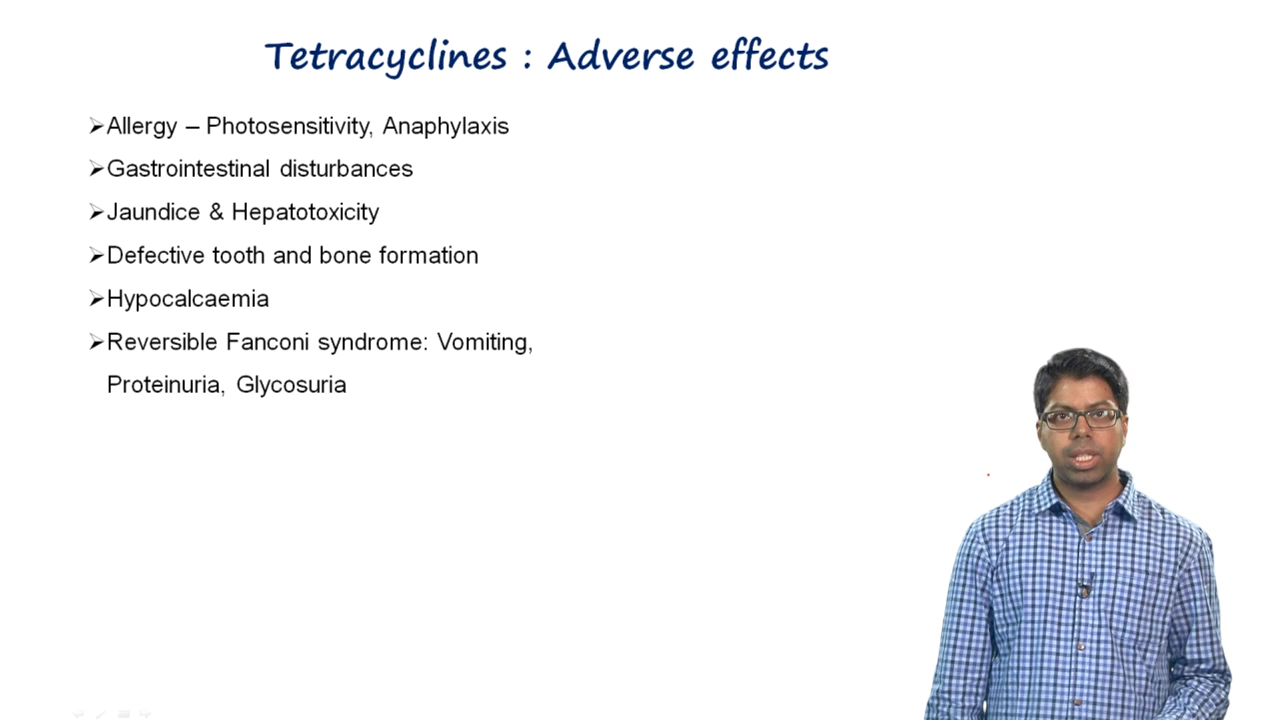 Tetracyclines : Adverse effects
➢Allergy – Photosensitivity, Anaphylaxis
➢Gastrointestinal disturbances
➢Jaundice & Hepatotoxicity
➢Defective tooth and bone formation
➢Hypocalcaemia
➢Reversible Fanconi syndrome: Vomiting,
Proteinuria, Glycosuria